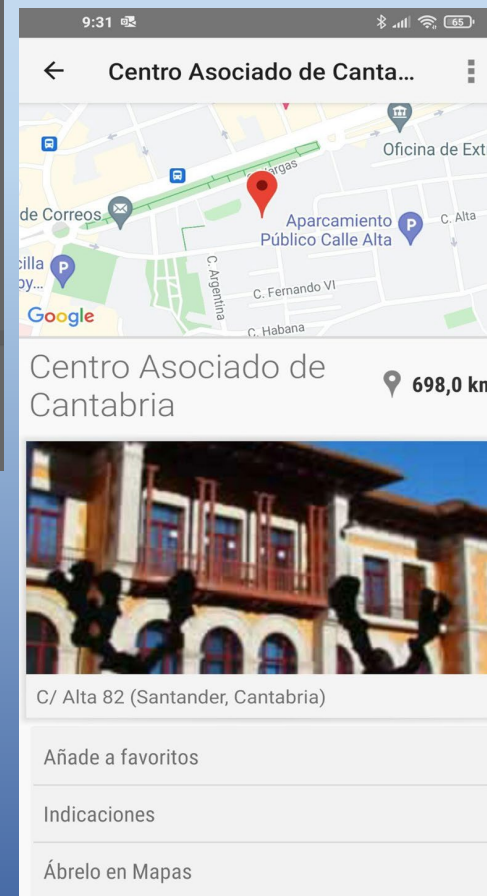 9:31
65
Centro Asociado de Canta...
Oficina de Ext
de Correos
Aparcamiento
Público Calle Alta
C. Alta
C. Argentina
C. Fernando VI
C. Habana
Google
Centro Asociado de
Cantabria
698,0 km
C/ Alta 82 (Santander, Cantabria)
Añade a favoritos
Indicaciones
Ábrelo en Mapas